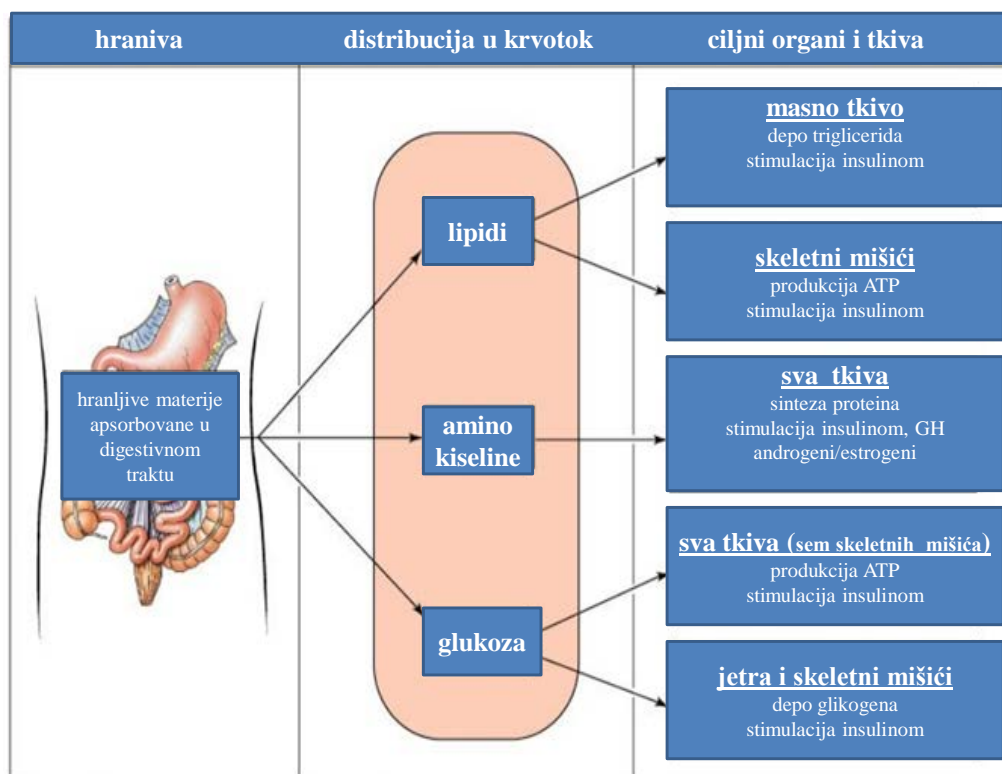 hraniva
distribucija u krvotok
ciljni organi i tkiva
hranljive materije
apsorbovane u
digestivnom
traktu
lipidi
amino
kiseline
glukoza
masno tkivo
depo triglicerida
stimulacija insulinom
skeletni mišići
produkcija ATP
stimulacija insulinom
sva tkiva
sinteza proteina
stimulacija insulinom, GH
androgeni/estrogeni
sva tkiva (sem skeletnih mišića)
produkcija ATP
stimulacija insulinom
jetra i skeletni mišići
depo glikogena
stimulacija insulinom